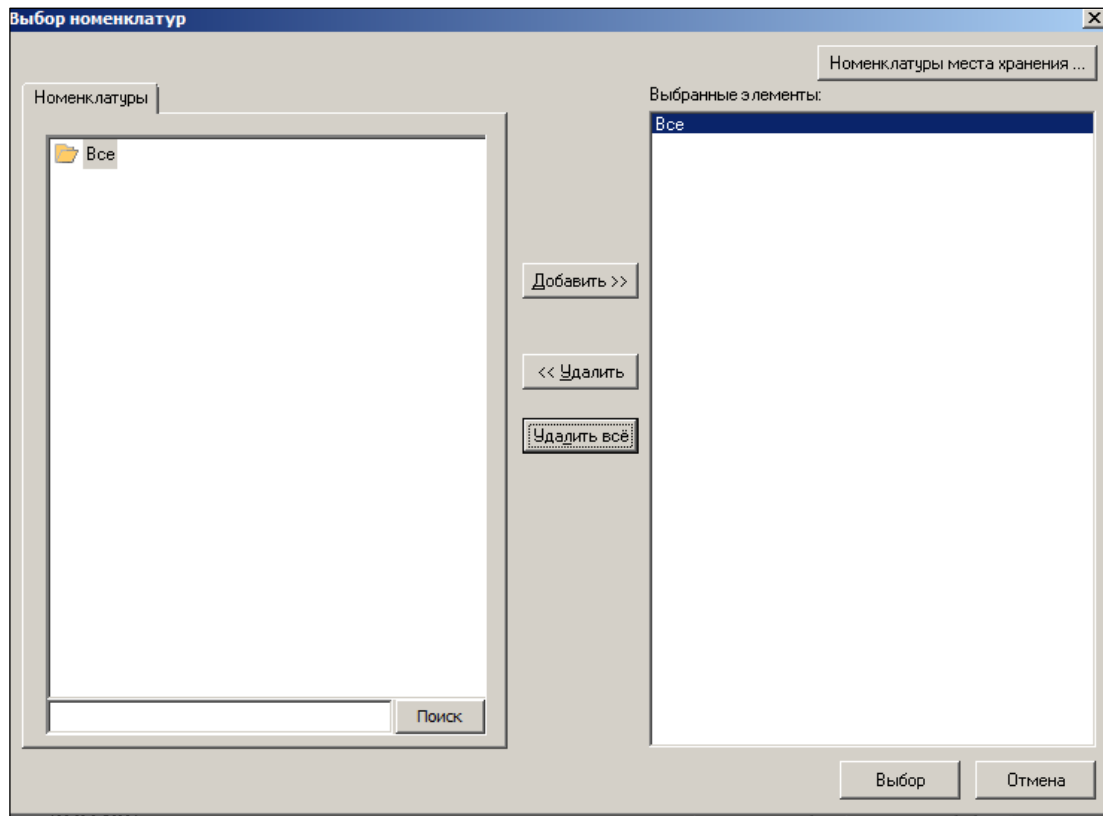 Выбор номенклатур
Номенклатуры места хранения ...
Номенклатуры
Выбранные элементы:
Все
Все
Добавить >>
<< Удалить
Удалить всё
Поиск
Выбор
Отмена